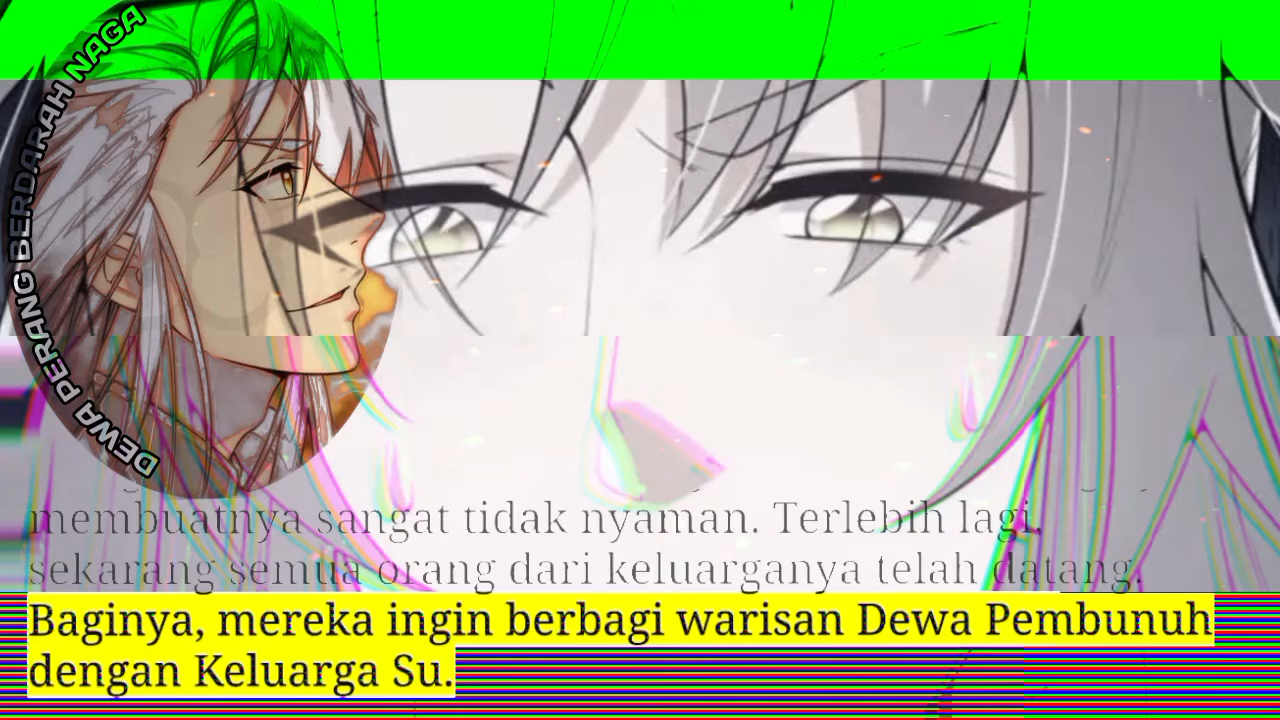 DEWA PERANG BERDARAH NAGA
membuatnya sangat tidak nyaman. Terlebih lagi,
sekarang semua orang dari keluarganya telah datang.
Baginya, mereka ingin berbagi warisan Dewa Pembunuh
dengan Keluarga Su.